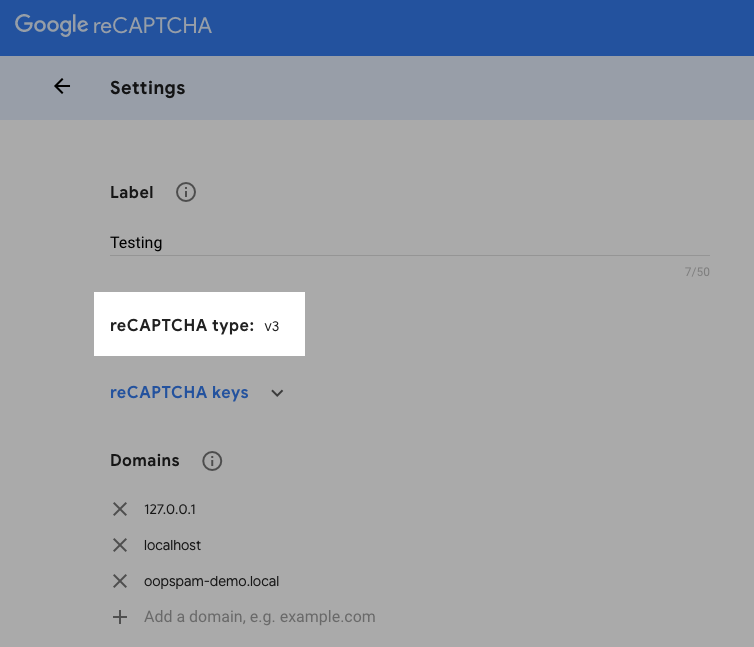 Google reCAPTCHA
Settings
Label
Testing
7/50
reCAPTCHA type: v3
reCAPTCHA keys
Domains
127.0.0.1
localhost
oopspam-demo.local
Add a domain, e.g. example.com